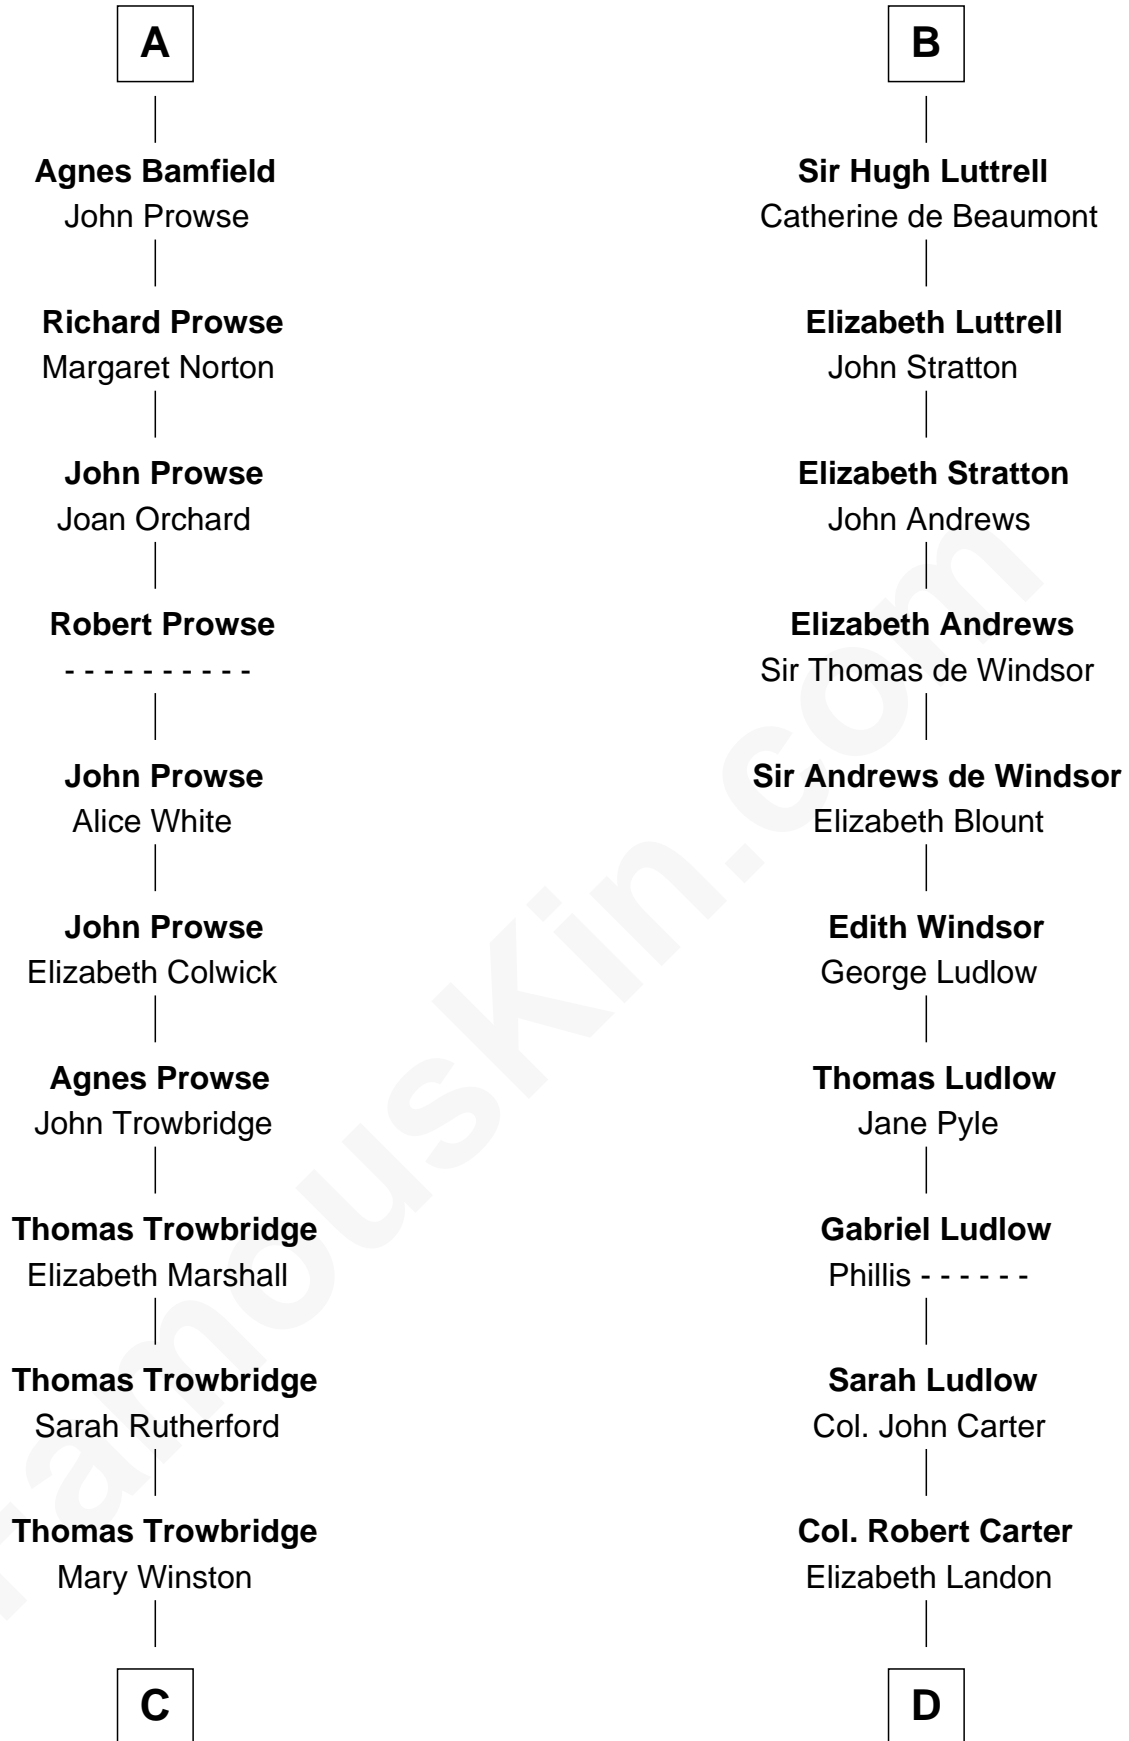 A
Agnes Bamfield
John Prowse
Richard Prowse
Margaret Norton
John Prowse
Joan Orchard
Robert Prowse
- - - - - - - - - -
John Prowse
Alice White
John Prowse
Elizabeth Colwick
Agnes Prowse
John Trowbridge
Thomas Trowbridge
Elizabeth Marshall
Thomas Trowbridge
Sarah Rutherford
Thomas Trowbridge
Mary Winston
C
B
Sir Hugh Luttrell
Catherine de Beaumont
Elizabeth Luttrell
John Stratton
Elizabeth Stratton
John Andrews
Elizabeth Andrews
Sir Thomas de Windsor
Sir Andrews de Windsor
Elizabeth Blount
Edith Windsor
George Ludlow
Thomas Ludlow
Jane Pyle
Gabriel Ludlow
Phillis - - - - - -
Sarah Ludlow
Col. John Carter
Col. Robert Carter
Elizabeth Landon
D
FamousKin.com